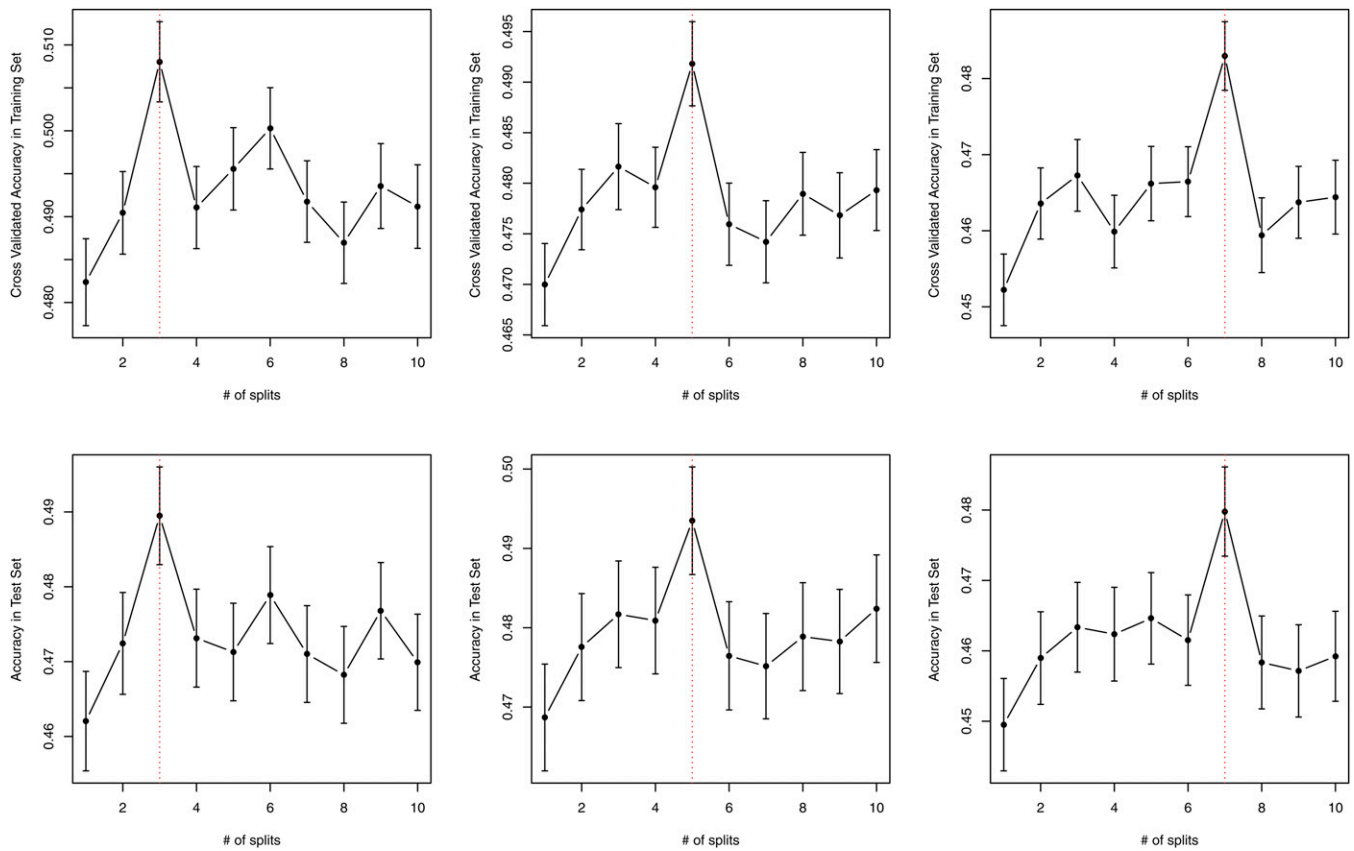 Cross Validated Accuracy in Training Set
0.510
0.500
0.490
0.480
2 4 6 8 10
# of splits
Cross Validated Accuracy in Training Set
0.495
0.490
0.485
0.480
0.475
0.470
0.465
2 4 6 8 10
# of splits
Cross Validated Accuracy in Training Set
0.48
0.47
0.46
0.45
2 4 6 8 10
# of splits
Accuracy in Test Set
0.49
0.48
0.47
0.46
2 4 6 8 10
# of splits
Accuracy in Test Set
0.50
0.49
0.48
0.47
2 4 6 8 10
# of splits
Accuracy in Test Set
0.48
0.47
0.46
0.45
2 4 6 8 10
# of splits